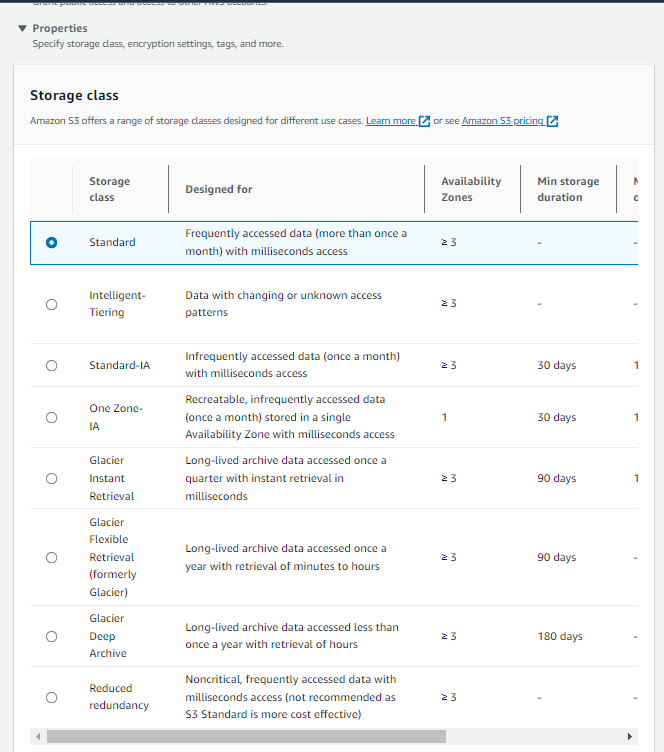 Grant public access and access to other AWS accounts.
Properties
Specify storage class, encryption settings, tags, and more.
Storage class
Amazon S3 offers a range of storage classes designed for different use cases. Learn more or see Amazon S3 pricing
Storage class
Designed for
Availability Zones
Min storage duration
Standard
Frequently accessed data (more than once a
month) with milliseconds access
≥ 3
-
-
Intelligent-
Tiering
Data with changing or unknown access
patterns
≥ 3
-
-
Standard-IA
Infrequently accessed data (once a month)
with milliseconds access
≥ 3
30 days
1
One Zone-
IA
Recreatable, infrequently accessed data
(once a month) stored in a single
Availability Zone with milliseconds access
1
30 days
1
Glacier
Instant
Retrieval
Long-lived archive data accessed once a
quarter with instant retrieval in
milliseconds
≥ 3
90 days
1
Glacier
Flexible
Retrieval
(formerly
Glacier)
Long-lived archive data accessed once a
year with retrieval of minutes to hours
≥ 3
90 days
-
Glacier
Deep
Archive
Long-lived archive data accessed less than
once a year with retrieval of hours
≥ 3
180 days
-
Reduced
redundancy
Noncritical, frequently accessed data with
milliseconds access (not recommended as
S3 Standard is more cost effective)
≥ 3
-
-